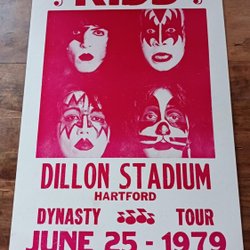 KISS
DILLON STADIUM
HARTFORD
DYNASTY TOUR
JUNE 25 - 1979